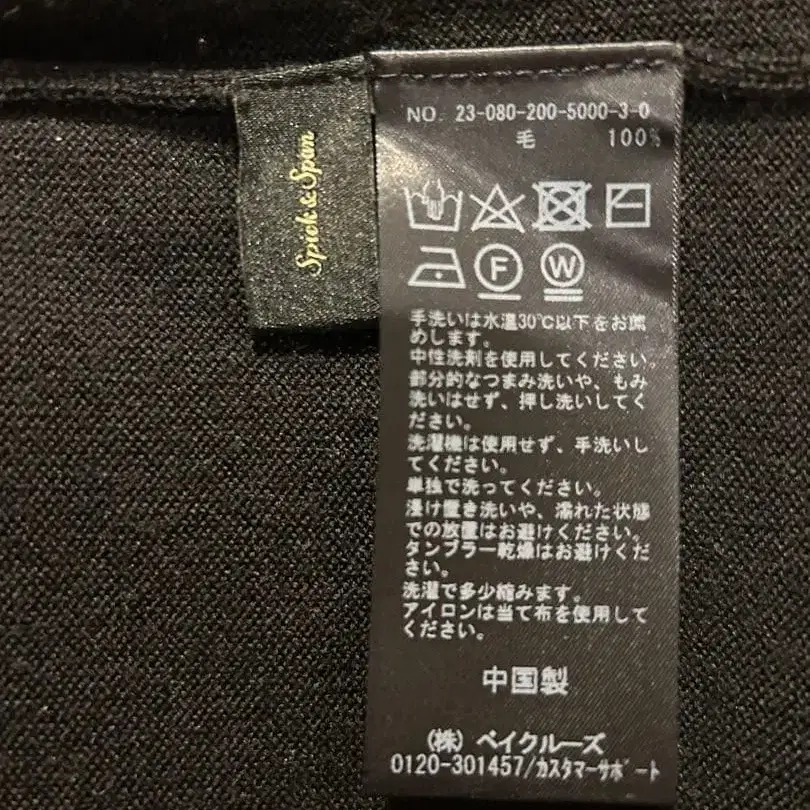 Spick & Span
NO. 23-080-200-5000-3-0
毛 100%
F W
手洗いは水温30℃以下をお薦
めします。
中性洗剤を使用してください。
部分的なつまみ洗いや、もみ
洗いはせず、押し洗いしてく
ださい。
洗濯機は使用せず、手洗いし
てください。
単独で洗ってください。
浸け置き洗いや、濡れた状態
での放置はお避けください。
タンブラー乾燥はお避けくだ
さい。
洗濯で多少縮みます。
アイロンは当て布を使用して
ください。
中国製
(株) ベイクルーズ
0120-301457/カスタマーサポート